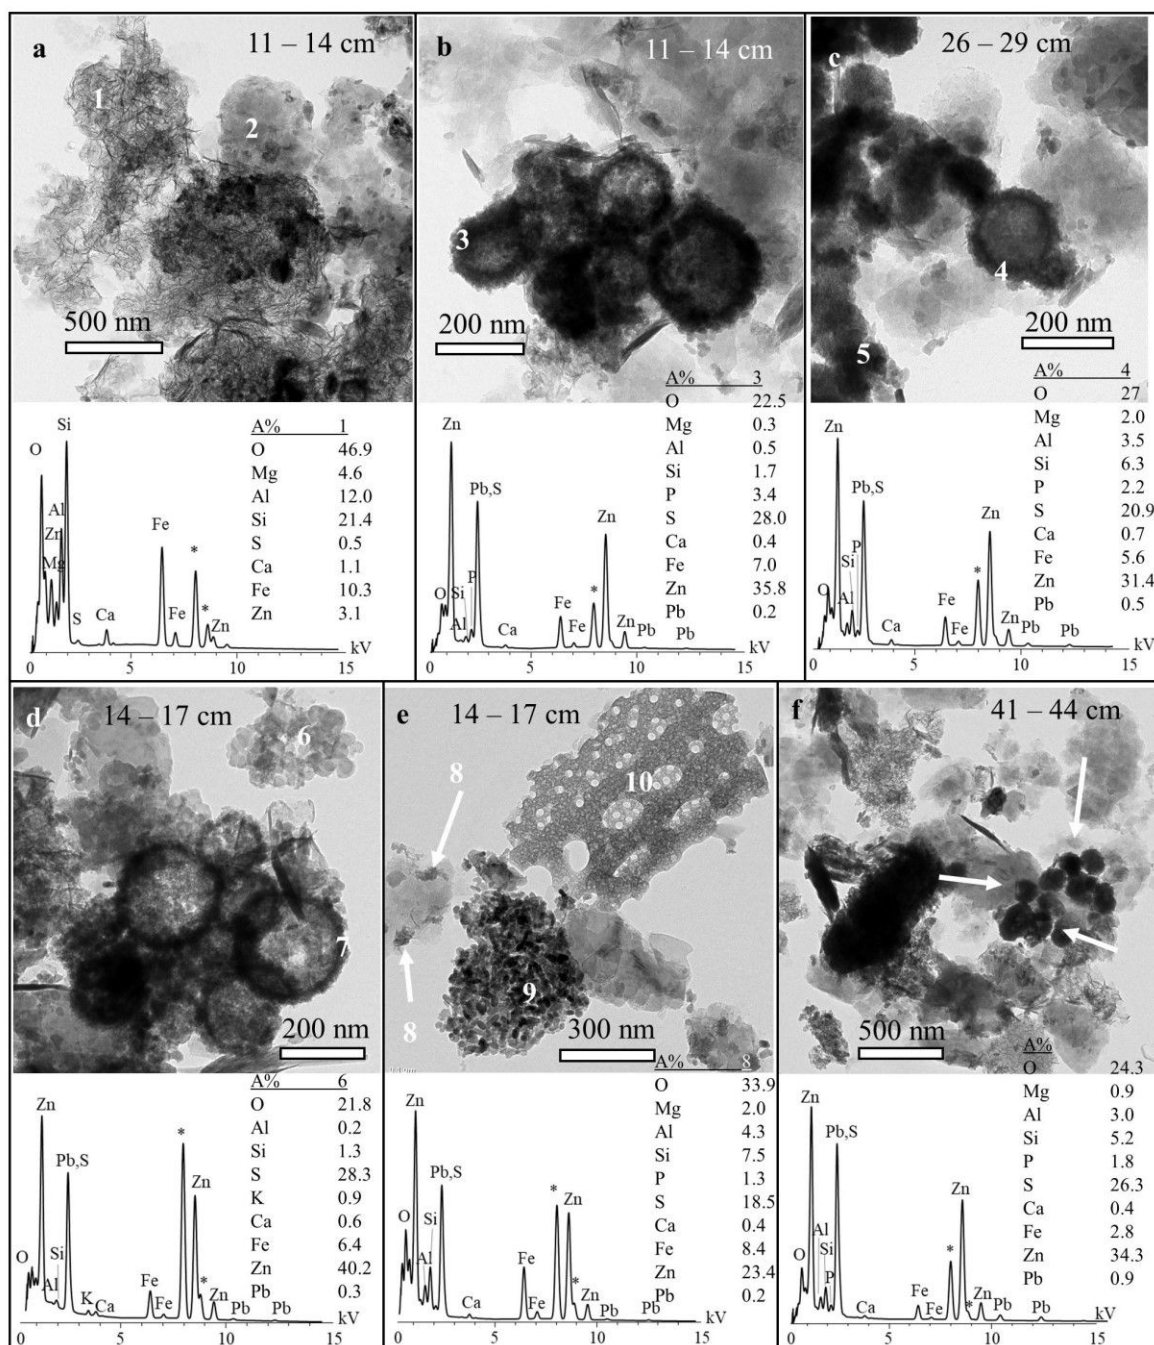 a
11 – 14 cm
1
2
500 nm
b
11 – 14 cm
3
200 nm
c
26 – 29 cm
4
5
200 nm
A% 1
O 46.9
Mg 4.6
Al 12.0
Si 21.4
S 0.5
Ca 1.1
Fe 10.3
Zn 3.1
O
Si
Al
Zn
Mg
S
Ca
Fe
Fe
*
*
Zn
kV
0 5 10 15
A% 3
O 22.5
Mg 0.3
Al 0.5
Si 1.7
P 3.4
S 28.0
Ca 0.4
Fe 7.0
Zn 35.8
Pb 0.2
Zn
Pb,S
Si
P
O
Al
Ca
Fe
Fe
*
Zn
Zn
Pb
Pb
kV
0 5 10 15
A% 4
O 27
Mg 2.0
Al 3.5
Si 6.3
P 2.2
S 20.9
Ca 0.7
Fe 5.6
Zn 31.4
Pb 0.5
Zn
Pb,S
Si
P
O
Al
Ca
Fe
Fe
*
Zn
Zn
Pb
Pb
kV
0 5 10 15
d
14 – 17 cm
6
7
200 nm
e
14 – 17 cm
8
10
9
8
300 nm
f
41 – 44 cm
500 nm
A% 6
O 21.8
Al 0.2
Si 1.3
S 28.3
K 0.9
Ca 0.6
Fe 6.4
Zn 40.2
Pb 0.3
Zn
Pb,S
O
Si
Al
K
Ca
Fe
Fe
*
Zn
*
Zn
Pb
Pb
kV
0 5 10 15
A% 8
O 33.9
Mg 2.0
Al 4.3
Si 7.5
P 1.3
S 18.5
Ca 0.4
Fe 8.4
Zn 23.4
Pb 0.2
Zn
Pb,S
O
Si
Al
Ca
Fe
Fe
*
Zn
*
Zn
Pb
Pb
kV
0 5 10 15
A%
O 24.3
Mg 0.9
Al 3.0
Si 5.2
P 1.8
S 26.3
Ca 0.4
Fe 2.8
Zn 34.3
Pb 0.9
Zn
Pb,S
O
Al
Si
P
Ca
Fe
Fe
*
Zn
*
Zn
Pb
Pb
kV
0 5 10 15